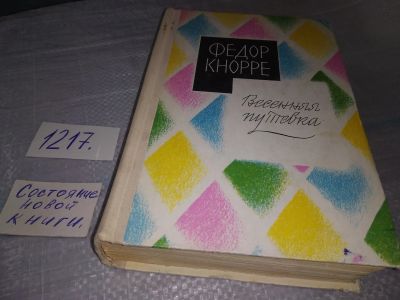 ФЕДОР
КНОРРЕ
Весенняя
путевка
1217.
Состояние
новой
книги.